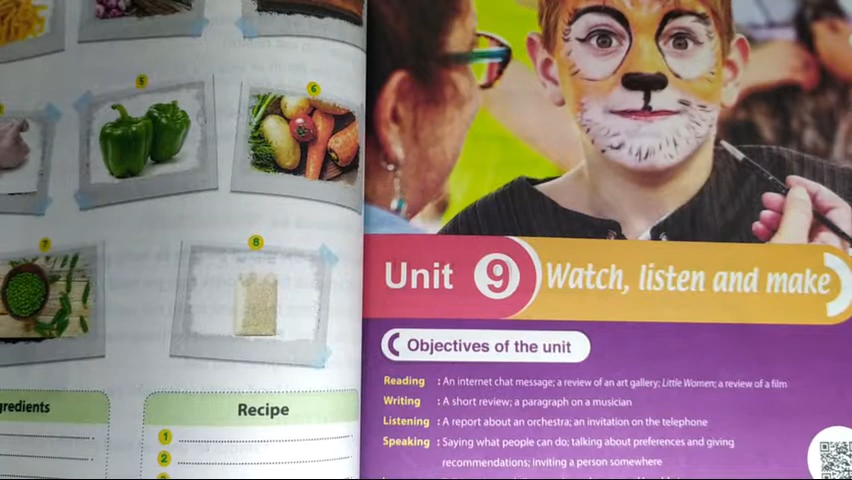 5
6
7
8
gredients
Recipe
1
2
Unit 9 Watch, listen and make
Objectives of the unit
Reading : An internet chat message; a review of an art gallery; Little Women; a review of a film
Writing : A short review; a paragraph on a musician
Listening : A report about an orchestra; an invitation on the telephone
Speaking : Saying what people can do; talking about preferences and giving
recommendations; inviting a person somewhere